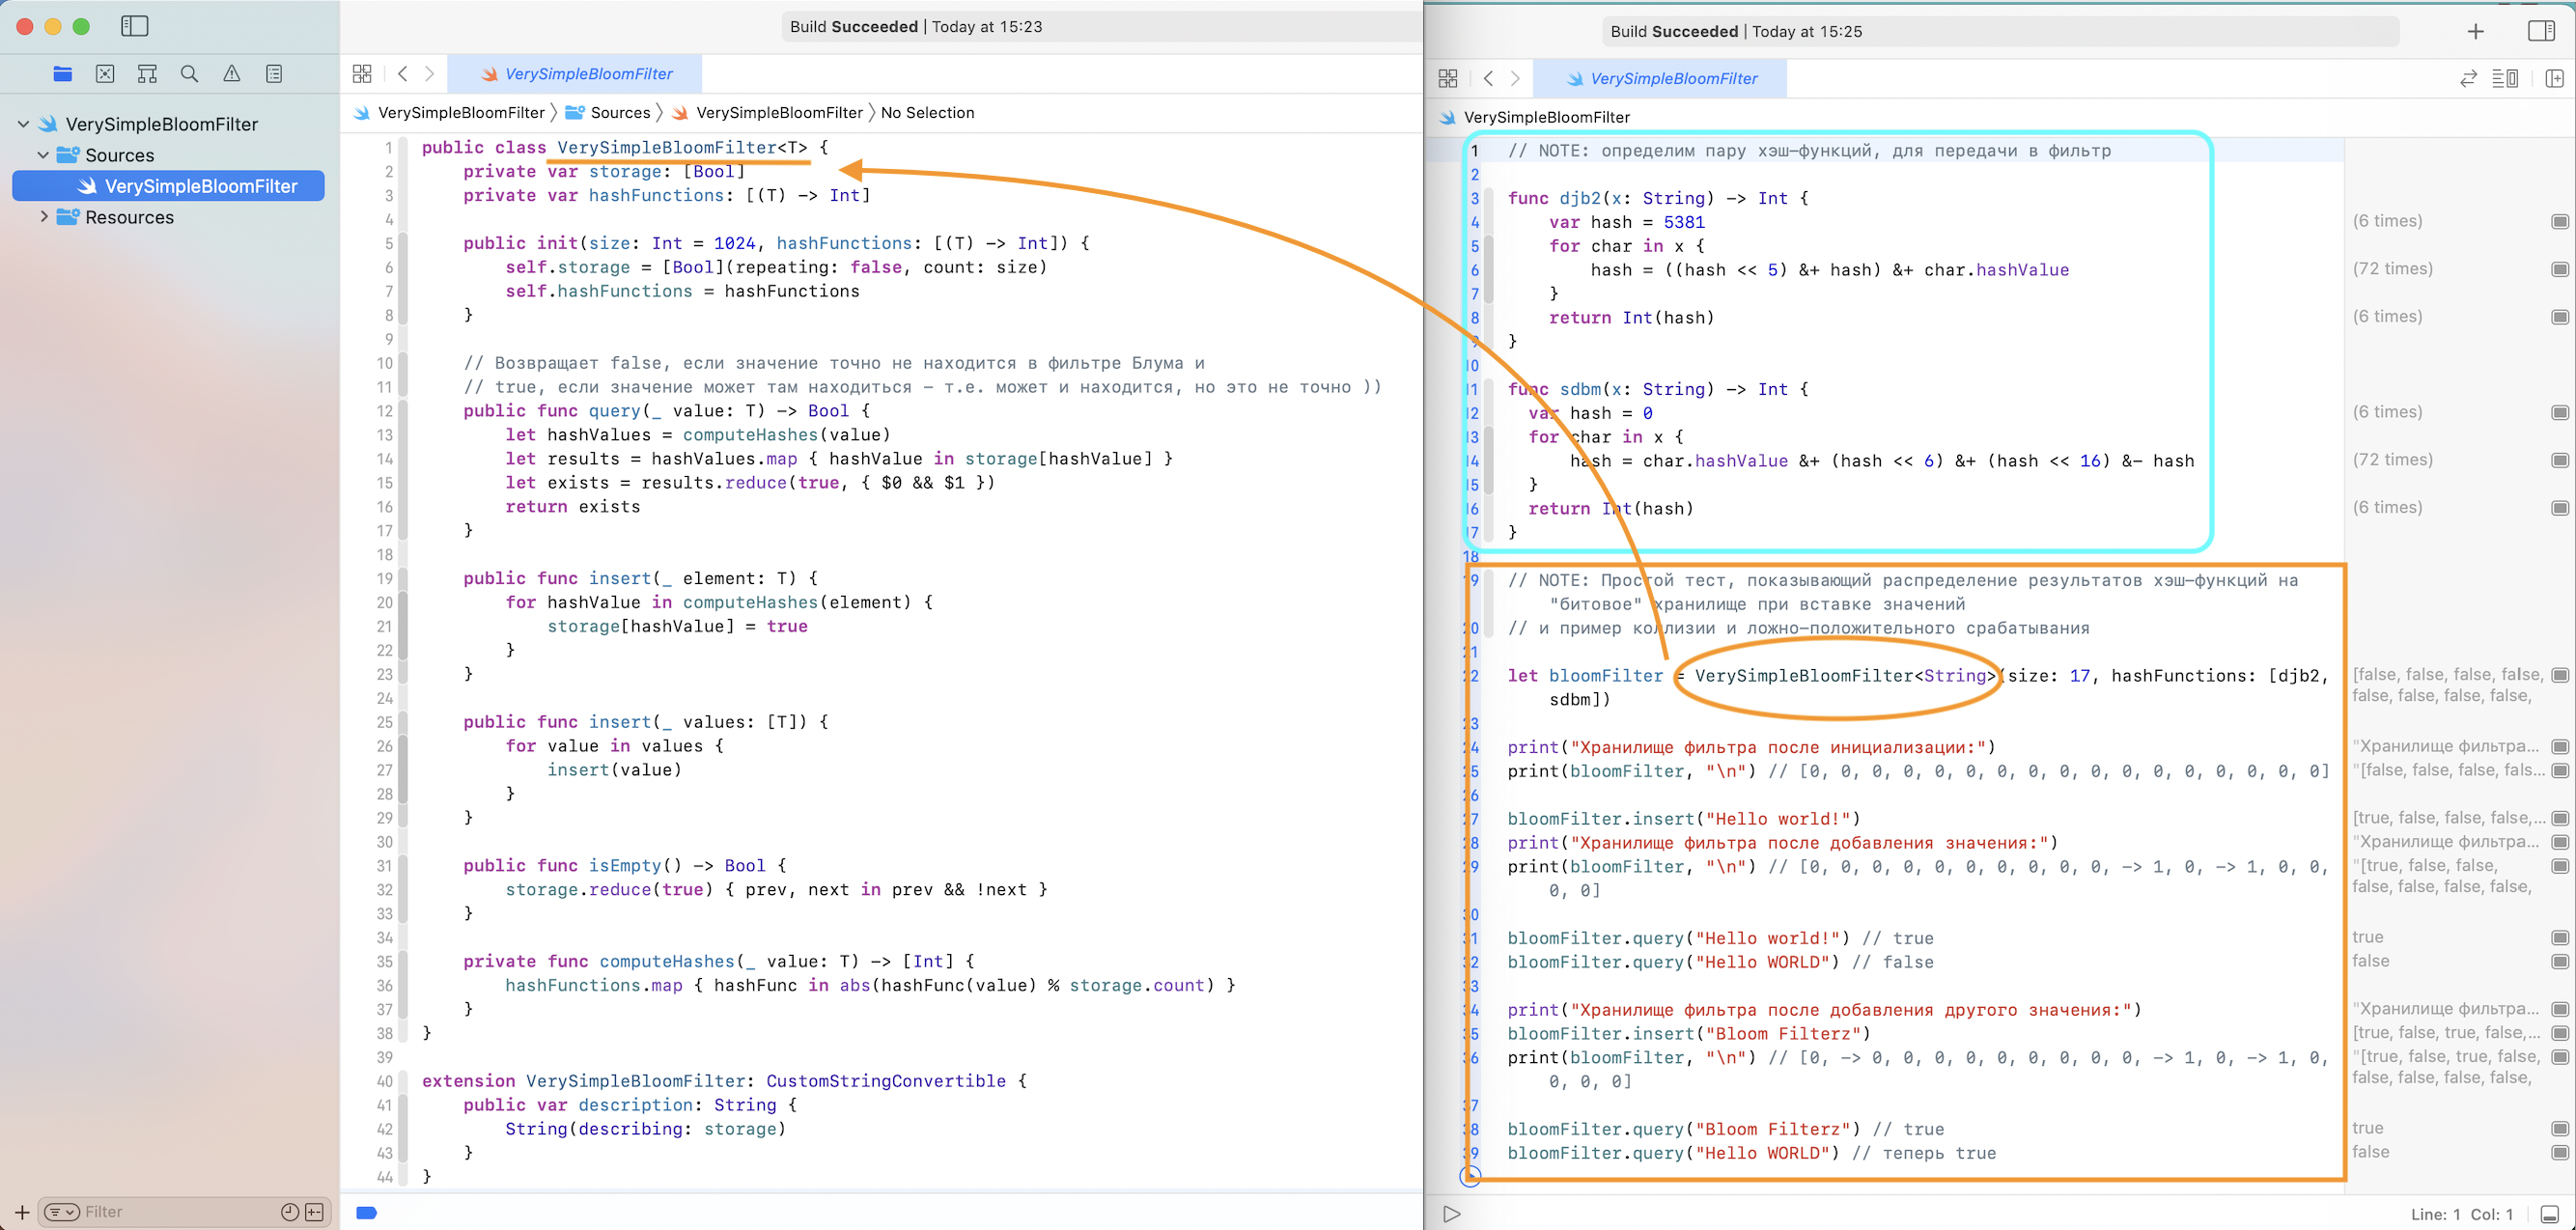 Build Succeeded | Today at 15:23
VerySimpleBloomFilter
VerySimpleBloomFilter
Sources
VerySimpleBloomFilter
Resources
Filter
VerySimpleBloomFilter
VerySimpleBloomFilter 〉 Sources 〉 VerySimpleBloomFilter 〉 No Selection
1 public class VerySimpleBloomFilter<T> {
2 private var storage: [Bool]
3 private var hashFunctions: [(T) -> Int]
4
5 public init(size: Int = 1024, hashFunctions: [(T) -> Int]) {
6 self.storage = [Bool](repeating: false, count: size)
7 self.hashFunctions = hashFunctions
8 }
9
10 // Возвращает false, если значение точно не находится в фильтре Блума и
11 // true, если значение может там находиться - т.е. может и находится, но это не точно ))
12 public func query(_ value: T) -> Bool {
13 let hashValues = computeHashes(value)
14 let results = hashValues.map { hashValue in storage[hashValue] }
15 let exists = results.reduce(true, { $0 && $1 })
16 return exists
17 }
18
19 public func insert(_ element: T) {
20 for hashValue in computeHashes(element) {
21 storage[hashValue] = true
22 }
23 }
24
25 public func insert(_ values: [T]) {
26 for value in values {
27 insert(value)
28 }
29 }
30
31 public func isEmpty() -> Bool {
32 storage.reduce(true) { prev, next in prev && !next }
33 }
34
35 private func computeHashes(_ value: T) -> [Int] {
36 hashFunctions.map { hashFunc in abs(hashFunc(value) % storage.count) }
37 }
38 }
39
40 extension VerySimpleBloomFilter: CustomStringConvertible {
41 public var description: String {
42 String(describing: storage)
43 }
44 }
Build Succeeded | Today at 15:25
VerySimpleBloomFilter
VerySimpleBloomFilter
1 // NOTE: определим пару хэш-функций, для передачи в фильтр
2
3 func djb2(x: String) -> Int {
4 var hash = 5381 (6 times)
5 for char in x {
6 hash = ((hash << 5) &+ hash) &+ char.hashValue (72 times)
7 }
8 return Int(hash) (6 times)
9 }
10
11 func sdbm(x: String) -> Int {
12 var hash = 0 (6 times)
13 for char in x {
14 hash = char.hashValue &+ (hash << 6) &+ (hash << 16) &- hash (72 times)
15 }
16 return Int(hash) (6 times)
17 }
18
19 // NOTE: Простой тест, показывающий распределение результатов хэш-функций на
"битовое" хранилище при вставке значений
20 // и пример коллизии и ложно-положительного срабатывания
21
22 let bloomFilter = VerySimpleBloomFilter<String>(size: 17, hashFunctions: [djb2, [false, false, false, false,
sdbm]) false, false, false, false,
23
24 print("Хранилище фильтра после инициализации:") "Хранилище фильтра...
25 print(bloomFilter, "\n") // [0, 0, 0, 0, 0, 0, 0, 0, 0, 0, 0, 0, 0, 0, 0, 0, 0] "[false, false, false, fals...
26
27 bloomFilter.insert("Hello world!") [true, false, false, false,...
28 print("Хранилище фильтра после добавления значения:") "Хранилище фильтра...
29 print(bloomFilter, "\n") // [0, 0, 0, 0, 0, 0, 0, 0, 0, 0, -> 1, 0, -> 1, 0, 0, "[true, false, false,
0, 0] false, false, false, false,
30
31 bloomFilter.query("Hello world!") // true true
32 bloomFilter.query("Hello WORLD") // false false
33
34 print("Хранилище фильтра после добавления другого значения:") "Хранилище фильтра...
35 bloomFilter.insert("Bloom Filterz") [true, false, true, false,...
36 print(bloomFilter, "\n") // [0, -> 0, 0, 0, 0, 0, 0, 0, 0, 0, -> 1, 0, -> 1, 0, "[true, false, true, false,
0, 0, 0] false, false, false, false,
37
38 bloomFilter.query("Bloom Filterz") // true true
39 bloomFilter.query("Hello WORLD") // теперь true false
Line: 1 Col: 1